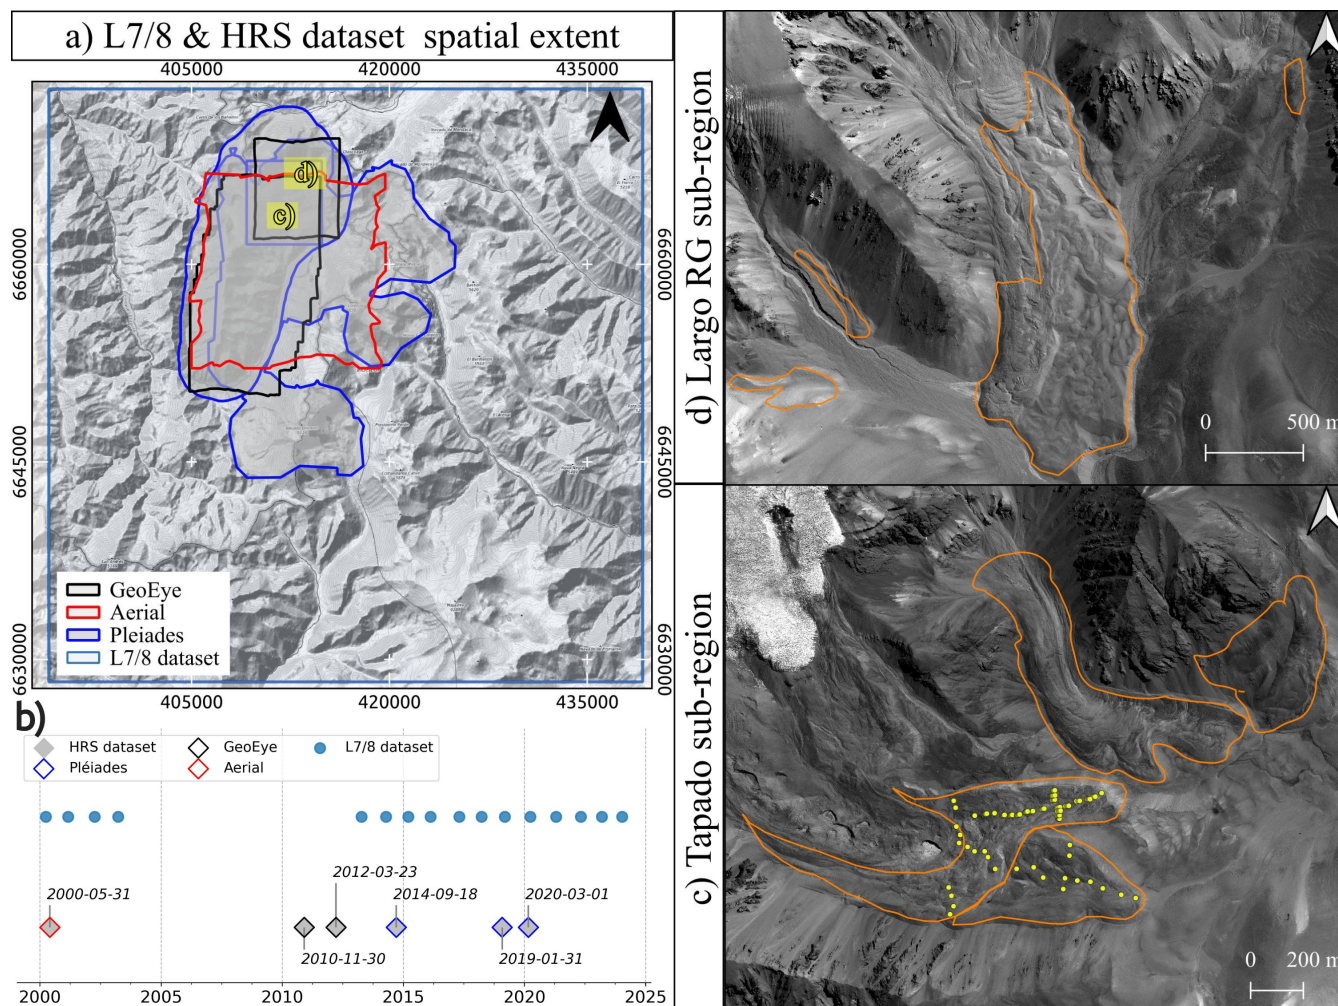 a) L7/8 & HRS dataset spatial extent
405000
420000
435000
6660000
6660000
6645000
6645000
6630000
6630000
d)
c)
GeoEye
Aerial
Pleiades
L7/8 dataset
405000
420000
435000
b)
HRS dataset
GeoEye
L7/8 dataset
Pléiades
Aerial
2012-03-23
2000-05-31
2014-09-18
2020-03-01
2010-11-30
2019-01-31
2000
2005
2010
2015
2020
2025
d) Largo RG sub-region
0
500 m
c) Tapado sub-region
0
200 m